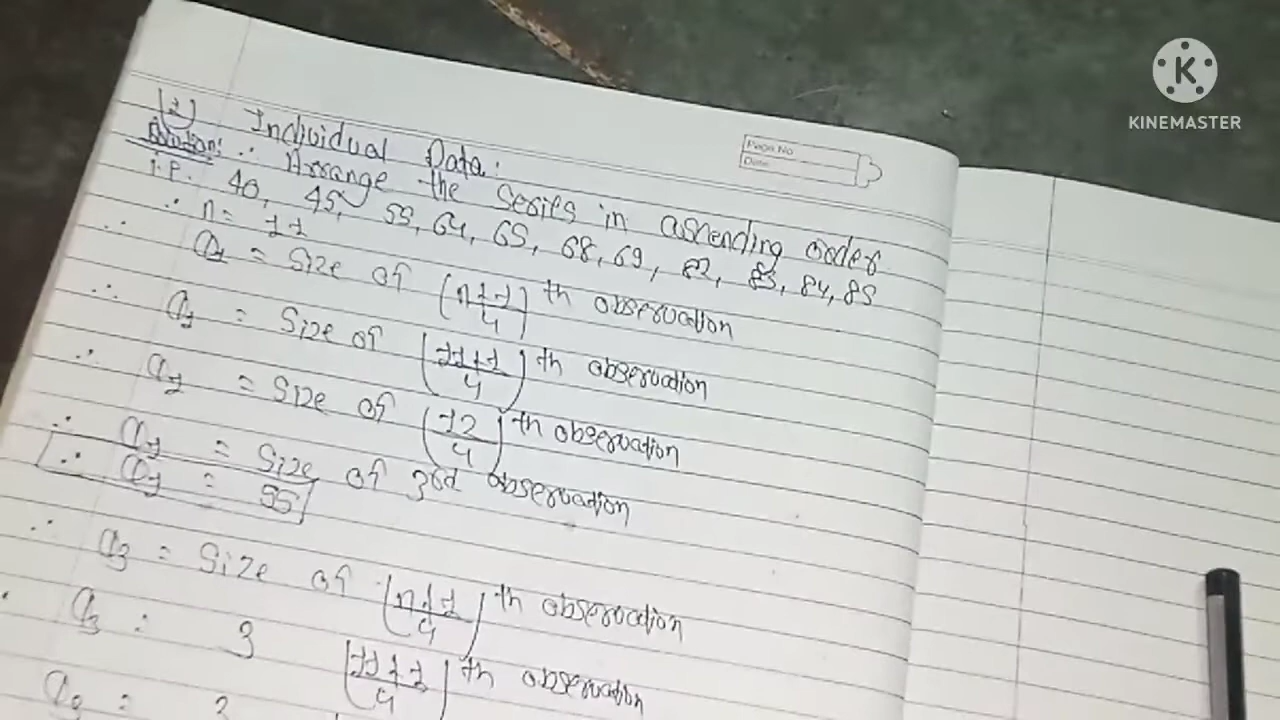 (1) Individual Data:
Solution: ∴ Arrange the series in ascending order
i.e. 40, 45, 55, 64, 65, 68, 69, 82, 83, 84, 85
∴ n = 11
∴ Q1 = Size of (n+1/4)th observation
∴ Q1 = Size of (11+1/4)th observation
∴ Q1 = Size of (12/4)th observation
∴ Q1 = Size of 3rd observation
∴ Q1 = 55
∴ Q3 = Size of (n+1/4)th observation
Q3 = 3 (11+1/4)th observation
Q3 =
Page No
Date
K
KINEMASTER